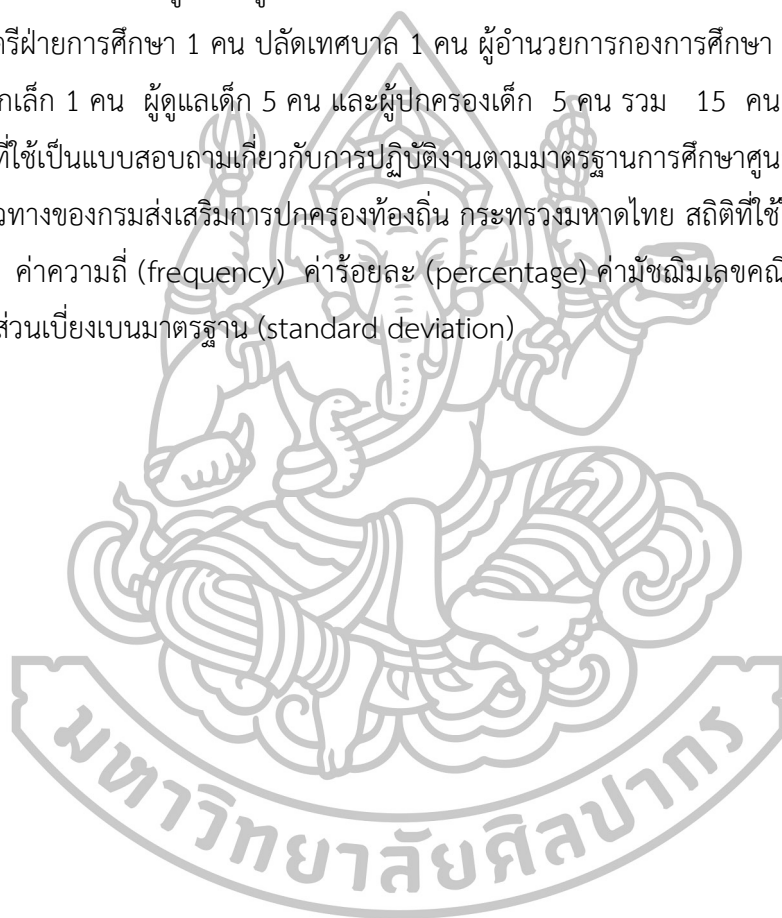 ตรีฝ่ายการศึกษา 1 คน ปลัดเทศบาล 1 คน ผู้อำนวยการกองการศึกษา
กเล็ก 1 คน ผู้ดูแลเด็ก 5 คน และผู้ปกครองเด็ก 5 คน รวม 15 คน
ที่ใช้เป็นแบบสอบถามเกี่ยวกับการปฏิบัติงานตามมาตรฐานการศึกษาศูน
วทางของกรมส่งเสริมการปกครองท้องถิ่น กระทรวงมหาดไทย สถิติที่ใช้
ค่าความถี่ (frequency) ค่าร้อยละ (percentage) ค่ามัชฌิมเลขคณิ
ส่วนเบี่ยงเบนมาตรฐาน (standard deviation)
มหาวิทยาลัยศิลปากร